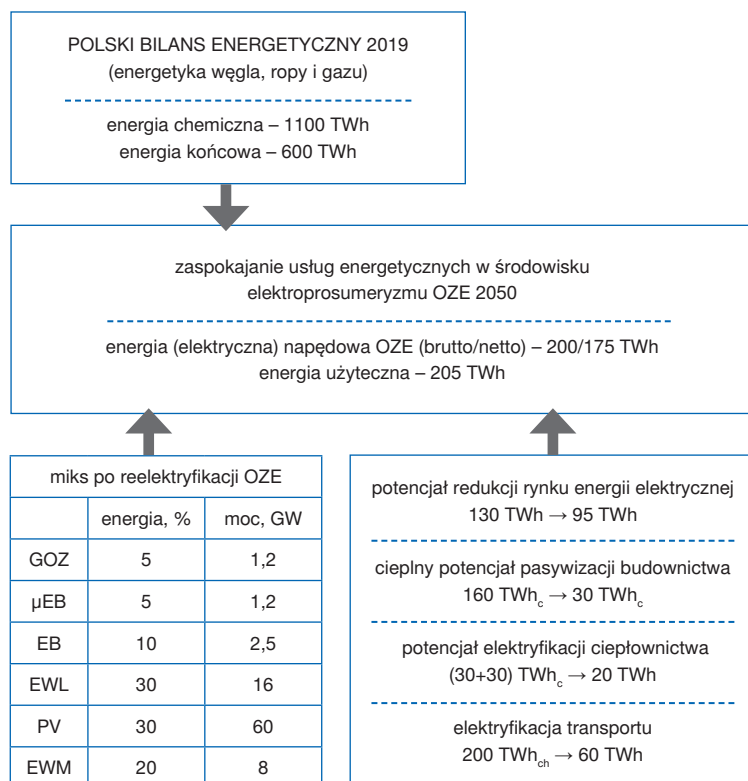 POLSKI BILANS ENERGETYCZNY 2019
(energetyka węgla, ropy i gazu)
energia chemiczna – 1100 TWh
energia końcowa – 600 TWh
zaspokajanie usług energetycznych w środowisku
elektroprosumeryzmu OZE 2050
energia (elektryczna) napędowa OZE (brutto/netto) – 200/175 TWh
energia użyteczna – 205 TWh
miks po reelektryfikacji OZE
energia, % moc, GW
GOZ 5 1,2
µEB 5 1,2
EB 10 2,5
EWL 30 16
PV 30 60
EWM 20 8
potencjał redukcji rynku energii elektrycznej
130 TWh → 95 TWh
cieplny potencjał pasywizacji budownictwa
160 TWhc → 30 TWhc
potencjał elektryfikacji ciepłownictwa
(30+30) TWhc → 20 TWh
elektryfikacja transportu
200 TWhch → 60 TWh